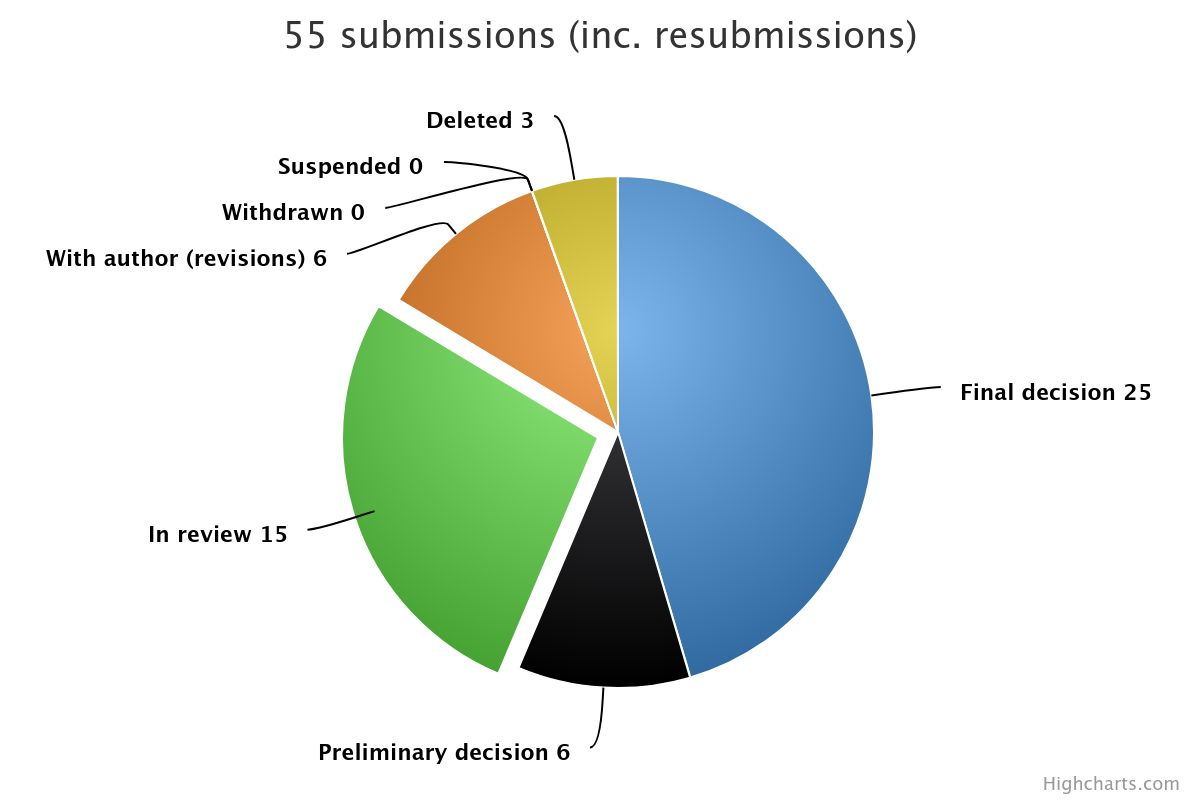 55 submissions (inc. resubmissions)
Deleted 3
Suspended 0
Withdrawn 0
With author (revisions) 6
Final decision 25
In review 15
Preliminary decision 6
Highcharts.com